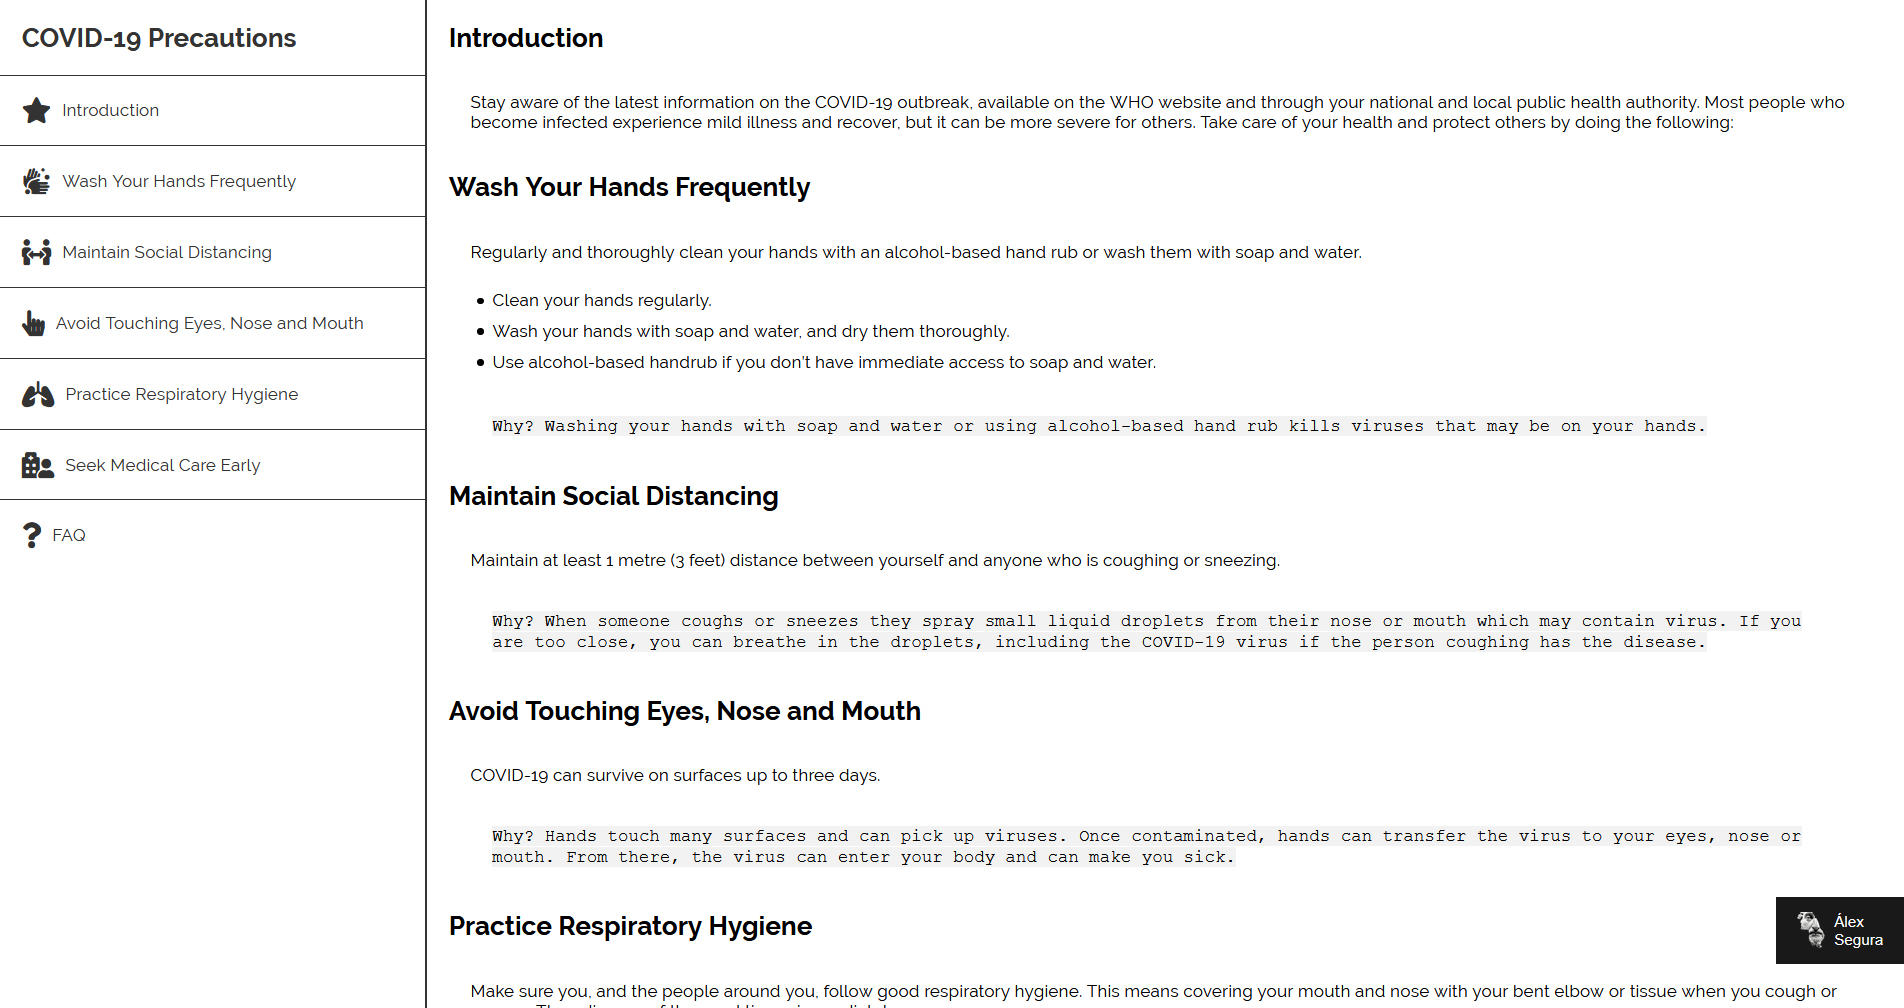 COVID-19 Precautions
Introduction
Wash Your Hands Frequently
Maintain Social Distancing
Avoid Touching Eyes, Nose and Mouth
Practice Respiratory Hygiene
Seek Medical Care Early
FAQ
Introduction
Stay aware of the latest information on the COVID-19 outbreak, available on the WHO website and through your national and local public health authority. Most people who
become infected experience mild illness and recover, but it can be more severe for others. Take care of your health and protect others by doing the following:
Wash Your Hands Frequently
Regularly and thoroughly clean your hands with an alcohol-based hand rub or wash them with soap and water.
Clean your hands regularly.
Wash your hands with soap and water, and dry them thoroughly.
Use alcohol-based handrub if you don't have immediate access to soap and water.
Why? Washing your hands with soap and water or using alcohol-based hand rub kills viruses that may be on your hands.
Maintain Social Distancing
Maintain at least 1 metre (3 feet) distance between yourself and anyone who is coughing or sneezing.
Why? When someone coughs or sneezes they spray small liquid droplets from their nose or mouth which may contain virus. If you
are too close, you can breathe in the droplets, including the COVID-19 virus if the person coughing has the disease.
Avoid Touching Eyes, Nose and Mouth
COVID-19 can survive on surfaces up to three days.
Why? Hands touch many surfaces and can pick up viruses. Once contaminated, hands can transfer the virus to your eyes, nose or
mouth. From there, the virus can enter your body and can make you sick.
Practice Respiratory Hygiene
Make sure you, and the people around you, follow good respiratory hygiene. This means covering your mouth and nose with your bent elbow or tissue when you cough or
Álex
Segura